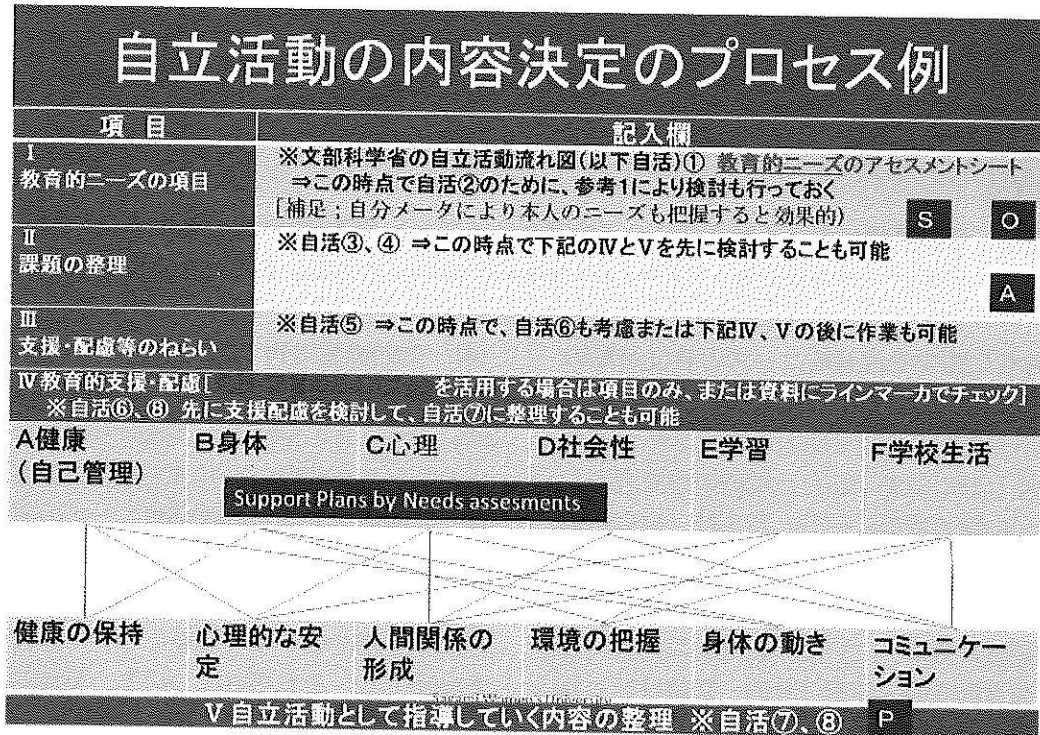 自立活動の内容決定のプロセス例
項 目
記入欄
Ⅰ
教育的ニーズの項目
※文部科学省の自立活動流れ図(以下自活)① 教育的ニーズのアセスメントシート
⇒この時点で自活②のために、参考1により検討も行っておく
[補足;自分メータにより本人のニーズも把握すると効果的)
S
O
Ⅱ
課題の整理
※自活③、④ ⇒この時点で下記のⅣとⅤを先に検討することも可能
A
Ⅲ
支援・配慮等のねらい
※自活⑤ ⇒この時点で、自活⑥も考慮または下記Ⅳ、Ⅴの後に作業も可能
Ⅳ教育的支援・配慮[ を活用する場合は項目のみ、または資料にラインマーカでチェック]
※自活⑥、⑧ 先に支援配慮を検討して、自活⑦に整理することも可能
A健康
(自己管理)
B身体
C心理
D社会性
E学習
F学校生活
Support Plans by Needs assesments
健康の保持
心理的な安
定
人間関係の
形成
環境の把握
身体の動き
コミュニケー
ション
Ⅴ自立活動として指導していく内容の整理 ※自活⑦、⑧
P